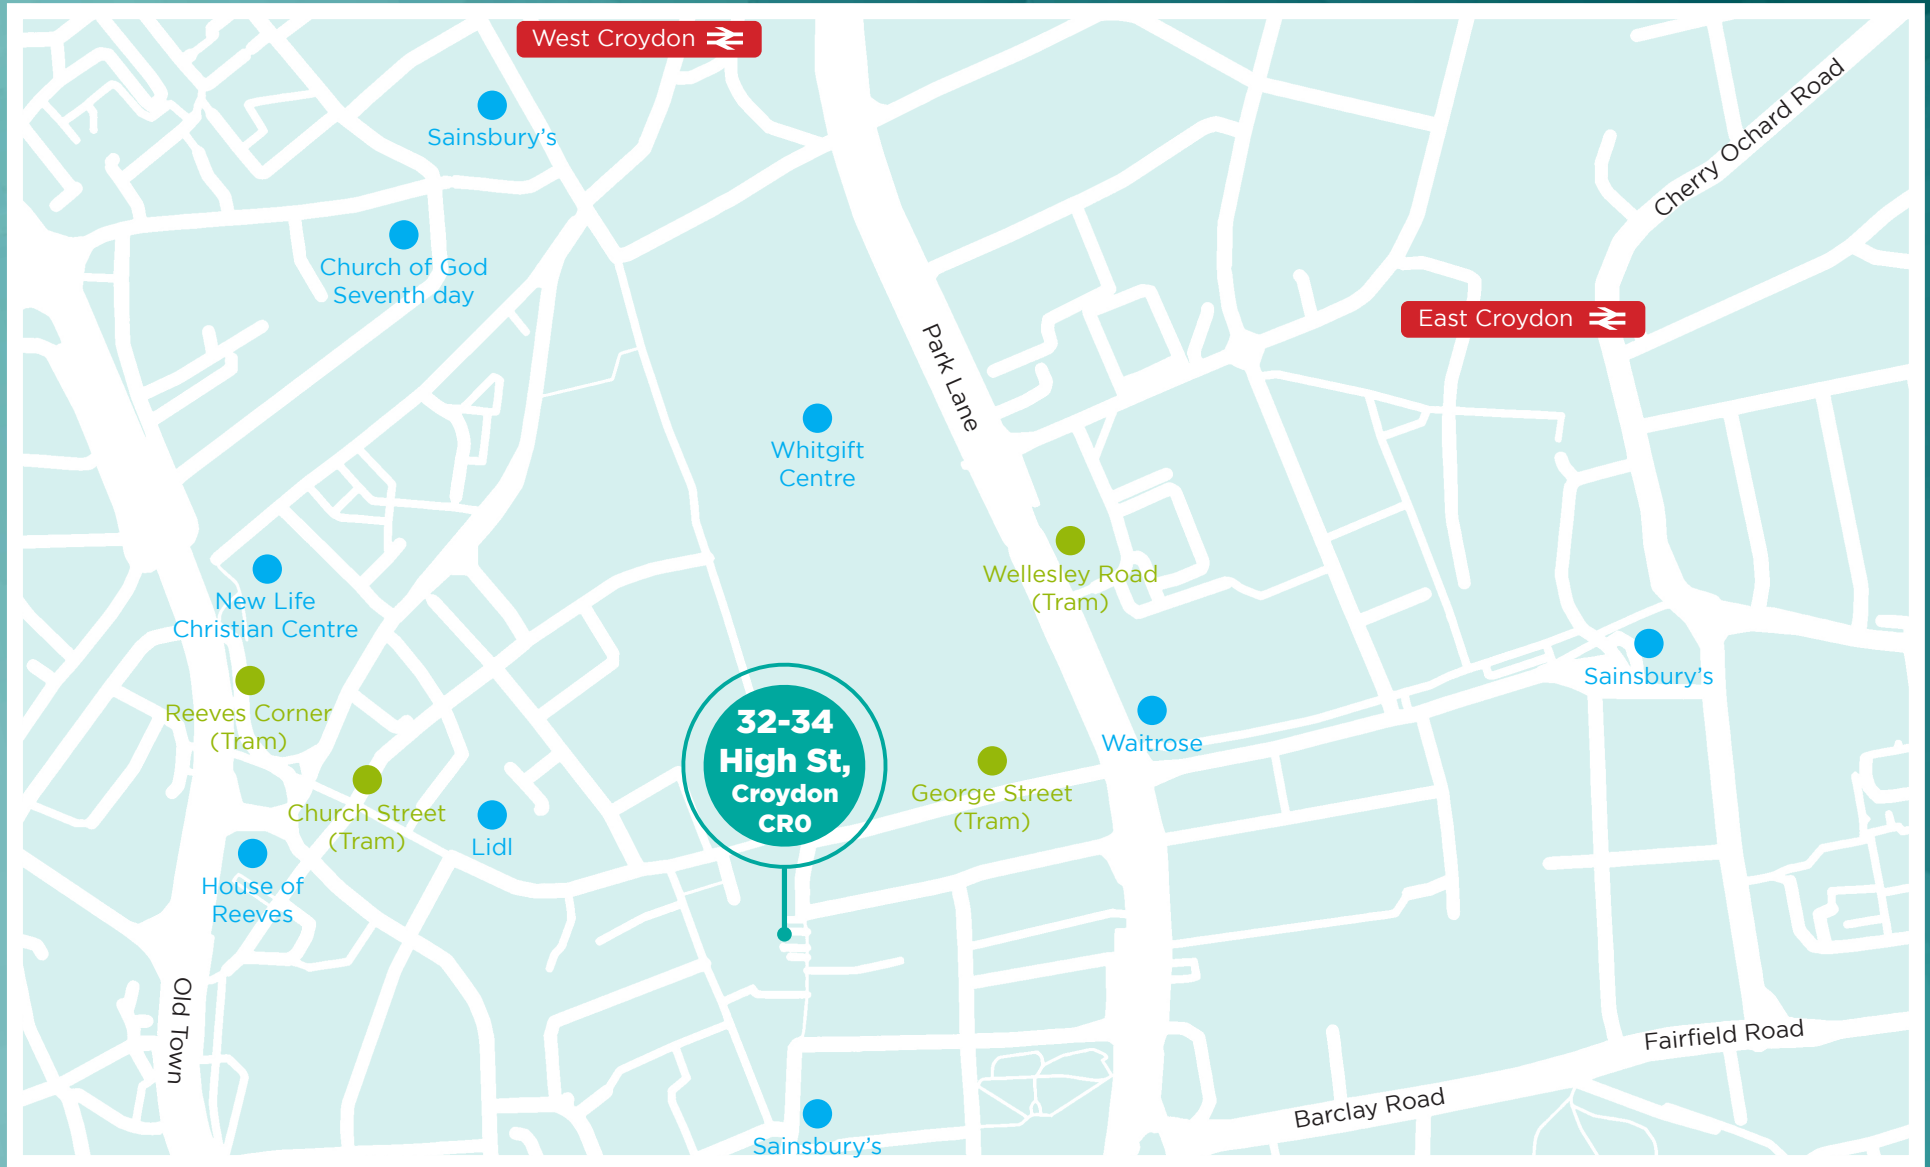 West Croydon
Sainsbury's
Cherry Ochard Road
Church of God
Seventh day
East Croydon
Park Lane
Whitgift
Centre
Wellesley Road
(Tram)
New Life
Christian Centre
Sainsbury's
Reeves Corner
(Tram)
32-34
High St,
Croydon
CR0
Waitrose
George Street
(Tram)
Church Street
(Tram)
Lidl
House of
Reeves
Old Town
Fairfield Road
Barclay Road
Sainsbury's